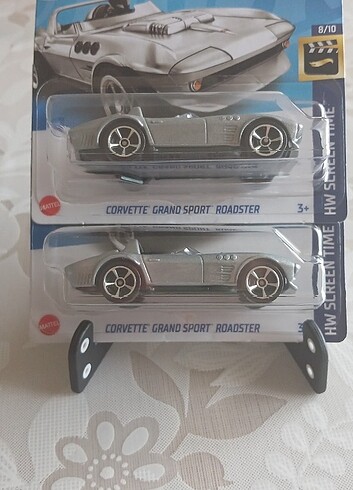 8/10
HW SCREEN TIME
MATTEL
CORVETTE GRAND SPORT ROADSTER
3+
HW SCREEN TIME
MATTEL
CORVETTE GRAND SPORT ROADSTER